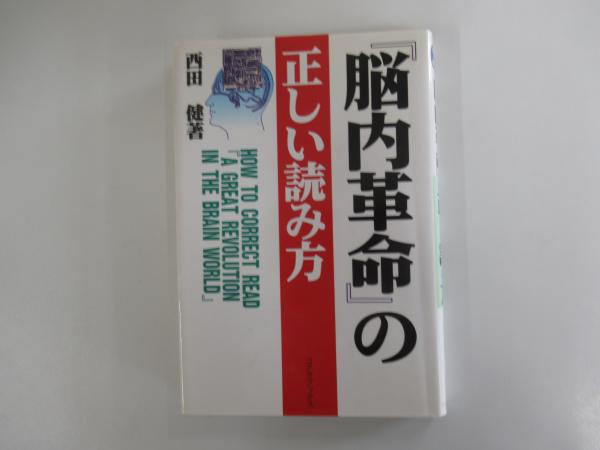 『脳内革命』の
正しい読み方
西田 健著
HOW TO CORRECT READ
『A GREAT REVOLUTION
IN THE BRAIN WORLD』